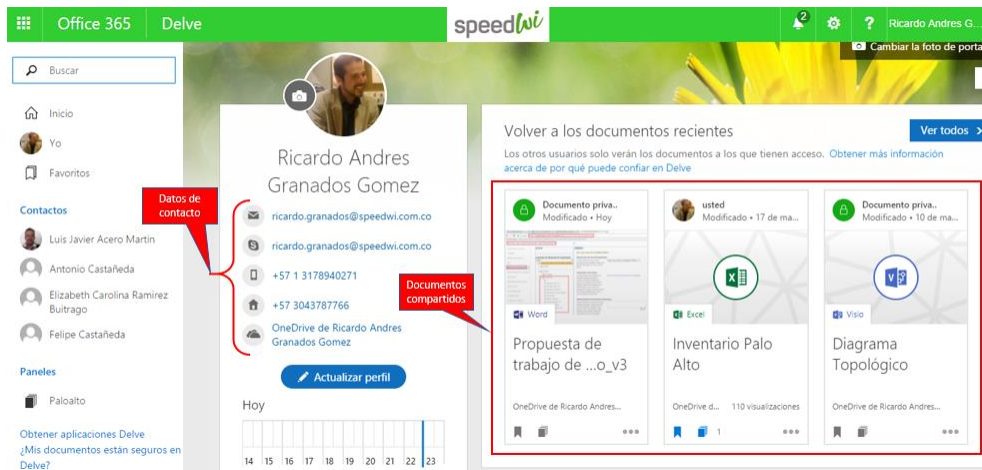 Office 365
Delve
speedwi
2
?
Ricardo Andres G...
Buscar
Inicio
Yo
Favoritos
Contactos
Luis Javier Acero Martin
Antonio Castañeda
Elizabeth Carolina Ramirez
Buitrago
Felipe Castañeda
Paneles
Paloalto
Obtener aplicaciones Delve
¿Mis documentos están seguros en
Delve?
Cambiar la foto de porta
Ricardo Andres
Granados Gomez
Datos de
contacto
ricardo.granados@speedwi.com.co
ricardo.granados@speedwi.com.co
+57 1 3178940271
+57 3043787766
OneDrive de Ricardo Andres
Granados Gomez
Actualizar perfil
Hoy
14 15 16 17 18 19 20 21 22 23
Volver a los documentos recientes
Ver todos
Los otros usuarios solo verán los documentos a los que tienen acceso. Obtener más información
acerca de por qué puede confiar en Delve
Documentos
compartidos
Documento priva..
Modificado • Hoy
Word
Propuesta de
trabajo de ...o_v3
OneDrive de Ricardo Andres...
usted
Modificado • 17 de ma...
Excel
Inventario Palo
Alto
OneDrive d... 110 visualizaciones
1
Documento priva..
Modificado • 10 de ma...
Visio
Diagrama
Topológico
OneDrive de Ricardo Andres...